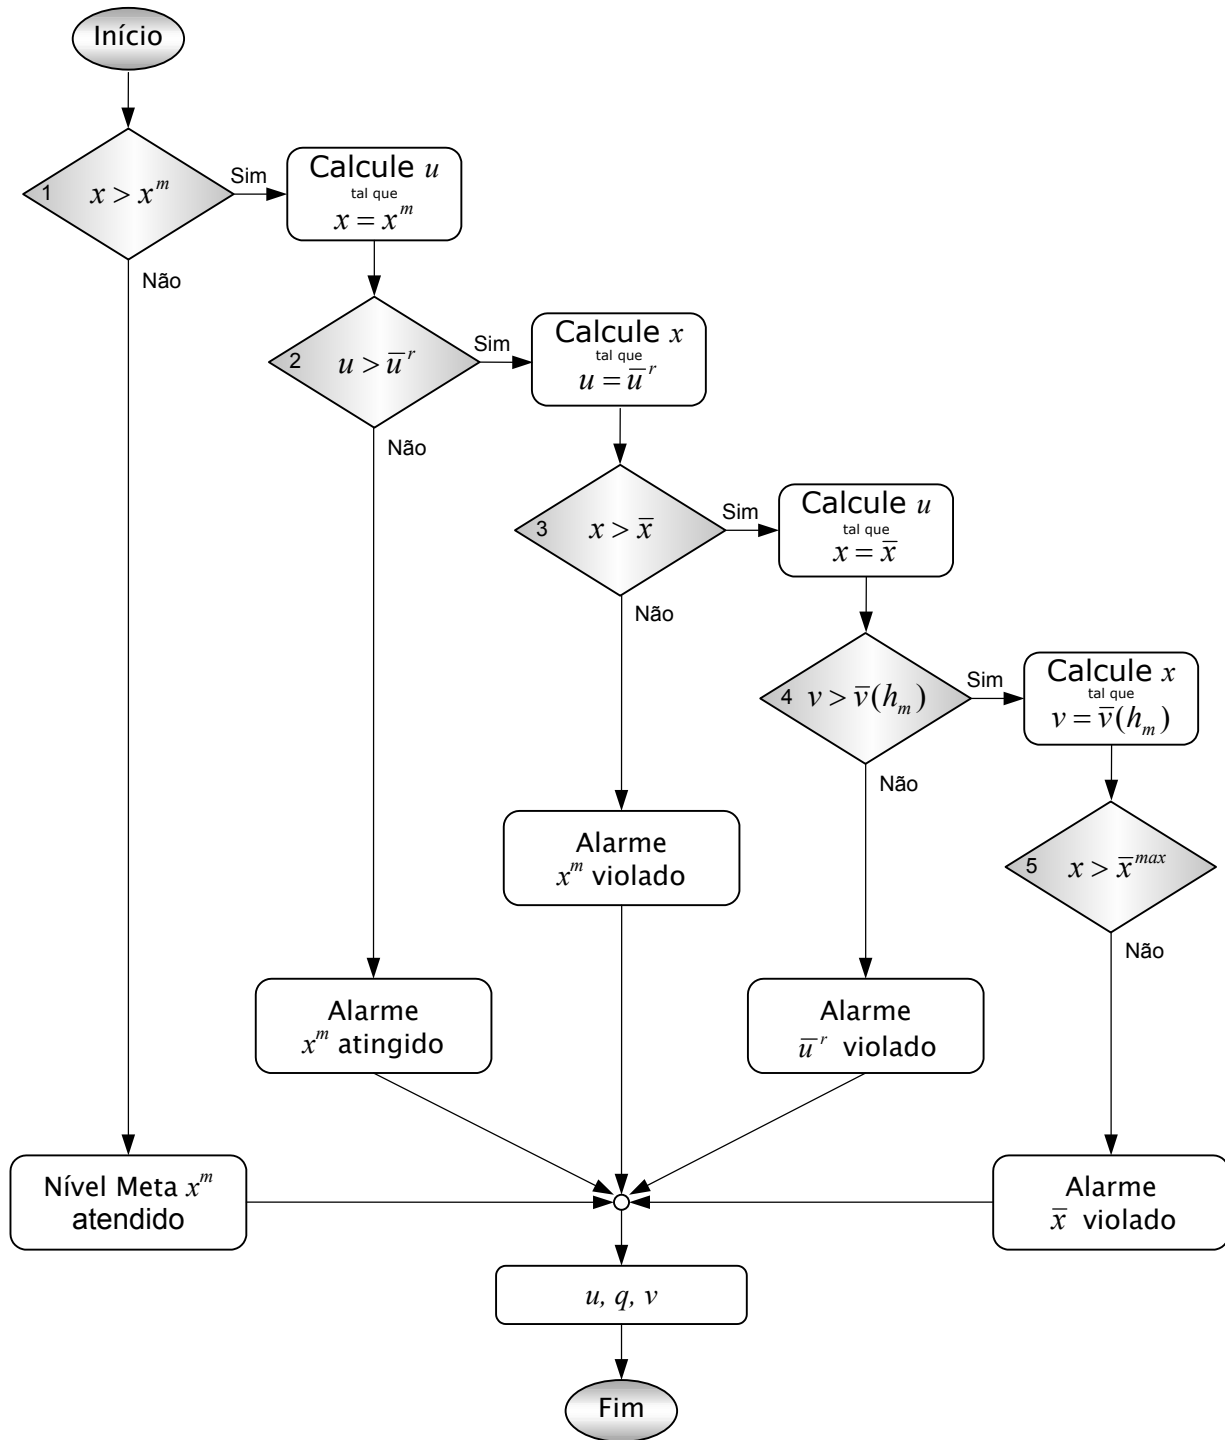 Início
1 x > x^m
Sim
Não
Calcule u
tal que
x = x^m
2 u > u̅^r
Sim
Não
Calcule x
tal que
u = u̅^r
3 x > x̅
Sim
Não
Calcule u
tal que
x = x̅
4 v > v̅(h_m)
Sim
Não
Calcule x
tal que
v = v̅(h_m)
5 x > x̅^max
Não
Alarme
x^m violado
Alarme
x^m atingido
Alarme
u̅^r violado
Nível Meta x^m
atendido
Alarme
x̅ violado
u, q, v
Fim